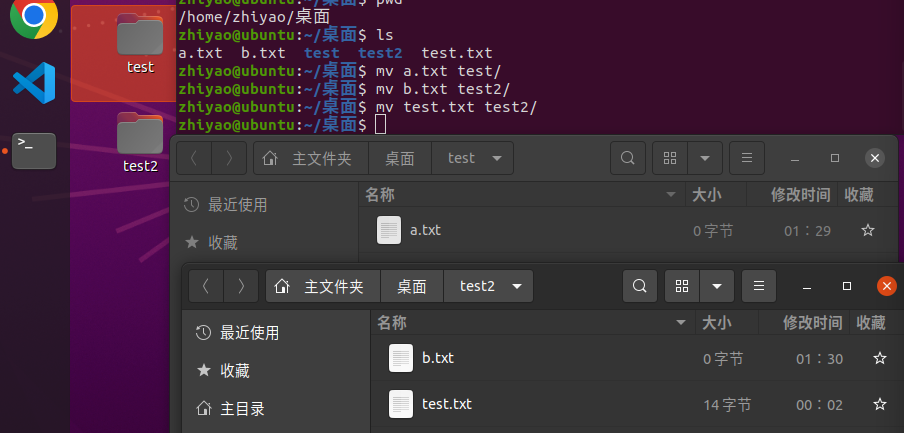 zhiyao@ubuntu:~/桌面$ pwd
/home/zhiyao/桌面
zhiyao@ubuntu:~/桌面$ ls
a.txt  b.txt  test  test2  test.txt
zhiyao@ubuntu:~/桌面$ mv a.txt test/
zhiyao@ubuntu:~/桌面$ mv b.txt test2/
zhiyao@ubuntu:~/桌面$ mv test.txt test2/
zhiyao@ubuntu:~/桌面$
test
test2
>_
主文件夹 桌面 test
名称 大小 修改时间 收藏
最近使用
a.txt 0 字节 01：29
收藏
主文件夹 桌面 test2
名称 大小 修改时间 收藏
最近使用
b.txt 0 字节 01：30
收藏
test.txt 14 字节 00：02
主目录